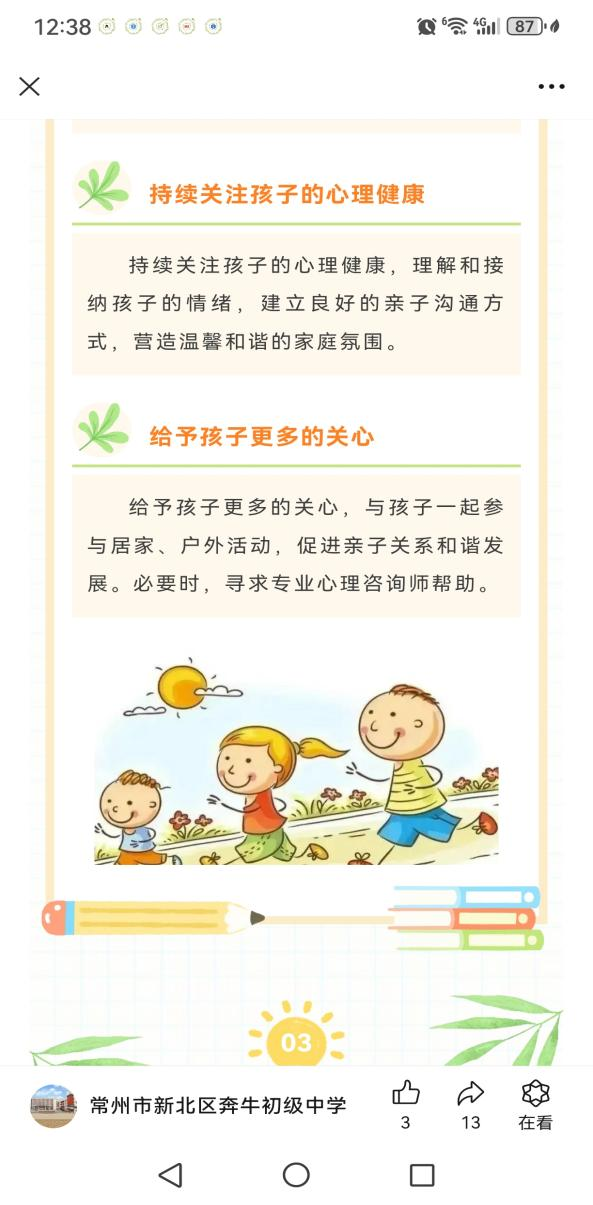 12:38
6 4G 87
持续关注孩子的心理健康
持续关注孩子的心理健康，理解和接
纳孩子的情绪，建立良好的亲子沟通方
式，营造温馨和谐的家庭氛围。
给予孩子更多的关心
给予孩子更多的关心，与孩子一起参
与居家、户外活动，促进亲子关系和谐发
展。必要时，寻求专业心理咨询师帮助。
03
常州市新北区奔牛初级中学
3 13 在看